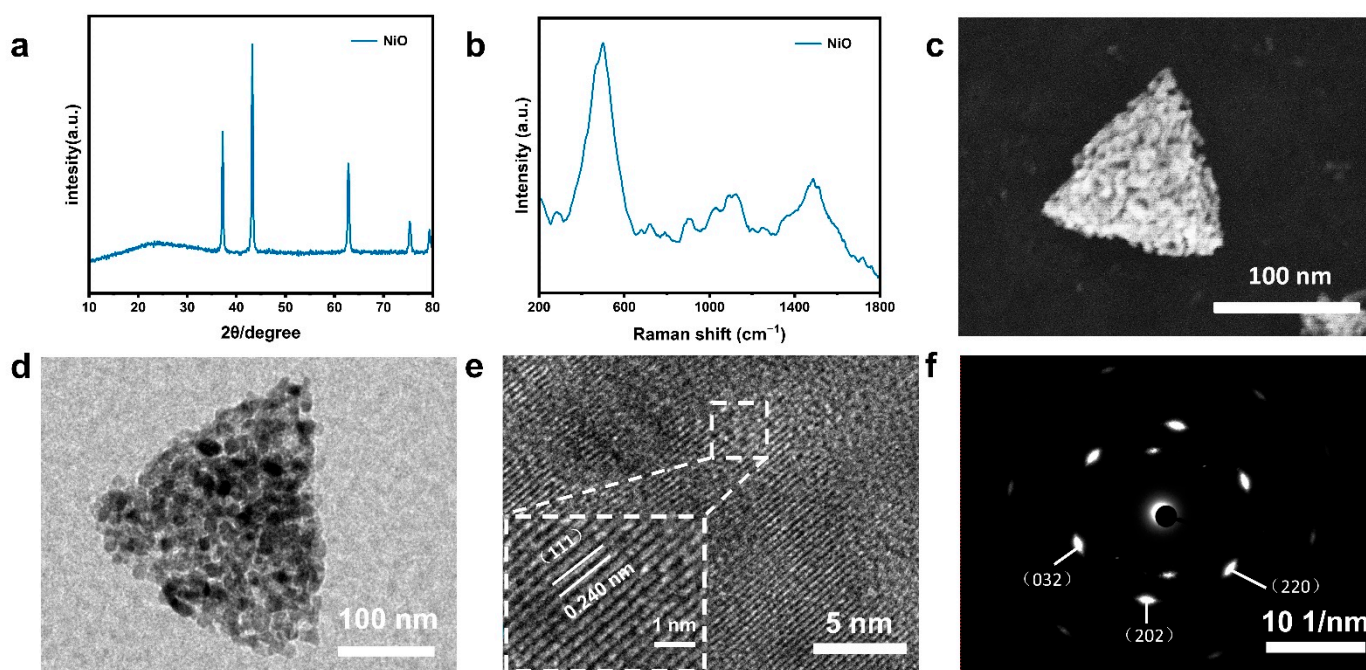 a
NiO
intesity(a.u.)
10 20 30 40 50 60 70 80
2θ/degree
b
NiO
Intensity (a.u.)
200 600 1000 1400 1800
Raman shift (cm⁻¹)
c
100 nm
d
100 nm
e
(111)
0.240 nm
1 nm
5 nm
f
(032)
(220)
(202)
10 1/nm